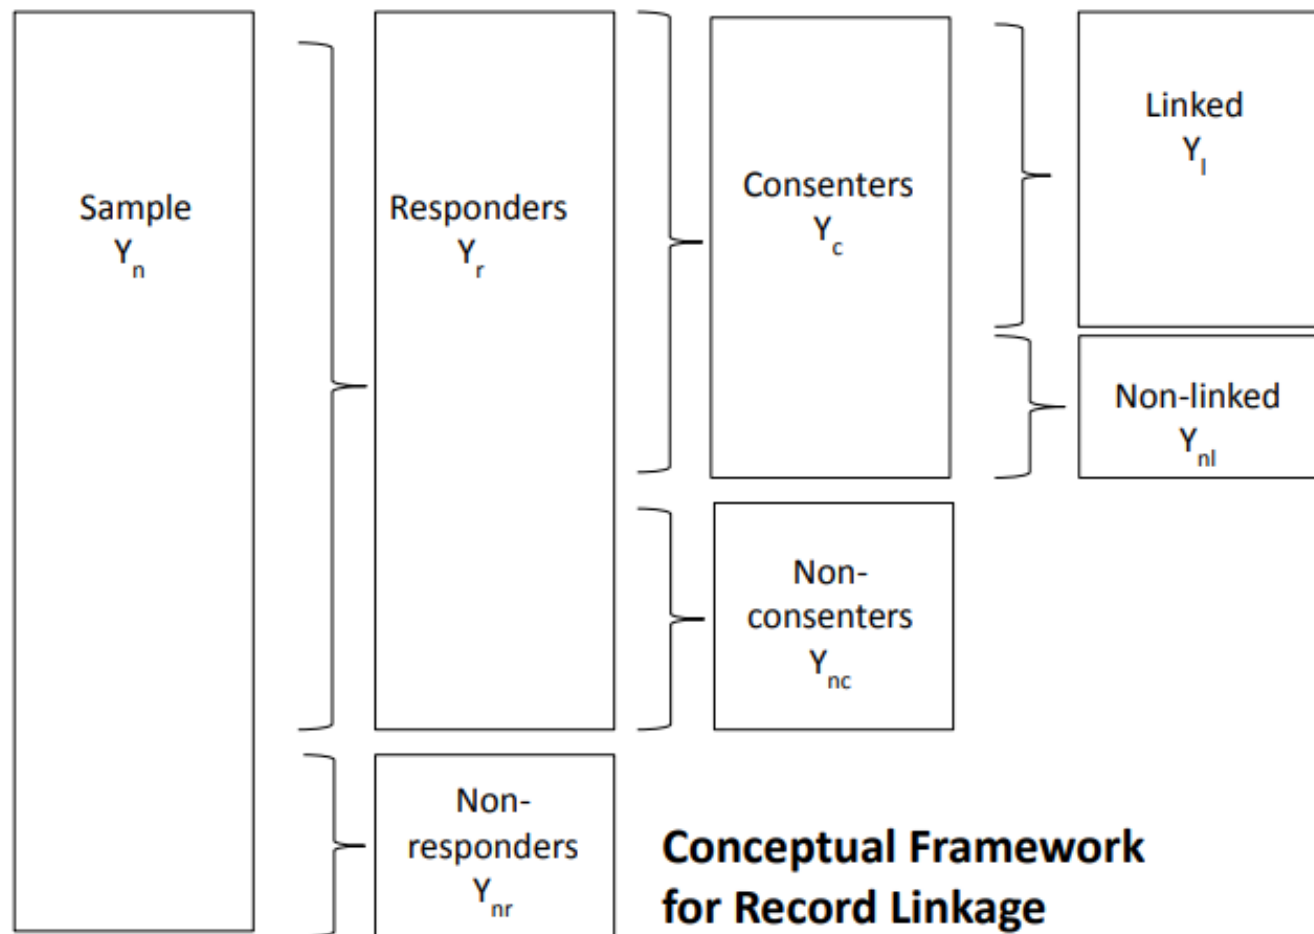 Sample
Yn
Responders
Yr
Consenters
Yc
Linked
Yl
Non-linked
Ynl
Non-
consenters
Ync
Non-
responders
Ynr
Conceptual Framework
for Record Linkage